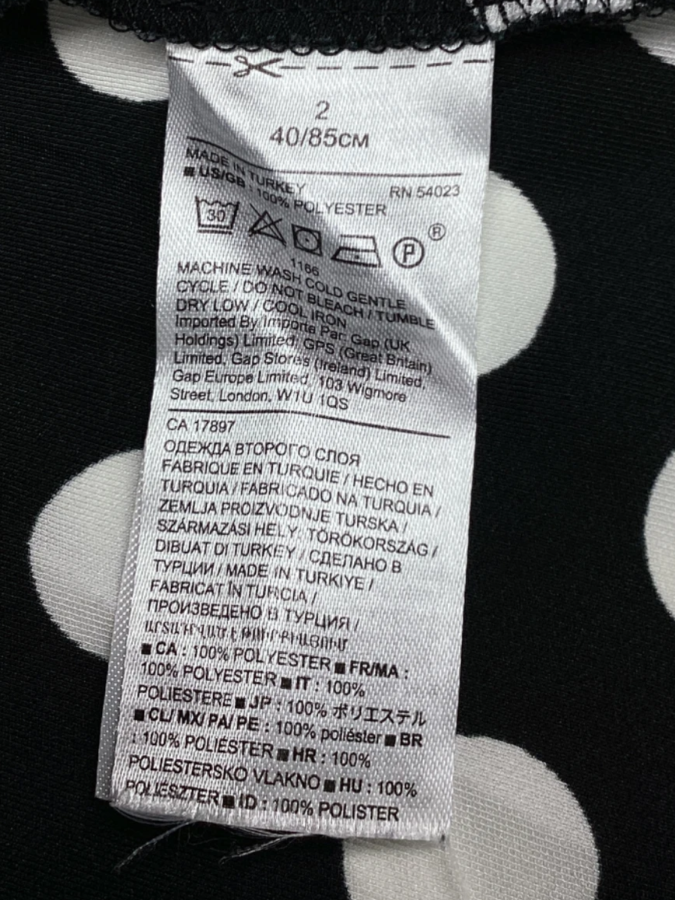 2
40/85CM
MADE IN TURKEY RN 54023
■ US/GB : 100% POLYESTER
30 P ®
1186
MACHINE WASH COLD GENTLE
CYCLE / DO NOT BLEACH / TUMBLE
DRY LOW / COOL IRON
Imported By Importé Par: Gap (UK
Holdings) Limited, GPS (Great Britain)
Limited, Gap Stores (Ireland) Limited,
Gap Europe Limited, 103 Wigmore
Street, London, W1U 1QS
CA 17897
ОДЕЖДА ВТОРОГО СЛОЯ
FABRIQUE EN TURQUIE / HECHO EN
TURQUIA / FABRICADO NA TURQUIA /
ZEMLJA PROIZVODNJE TURSKA /
SZÁRMAZÁSI HELY: TÖRÖKORSZÁG /
DIBUAT DI TURKEY / СДЕЛАНО В
ТУРЦИИ / MADE IN TURKIYE /
FABRICAT ÎN TURCIA /
ПРОИЗВЕДЕНО В ТУРЦИЯ /
■ CA : 100% POLYESTER ■ FR/MA :
100% POLYESTER ■ IT : 100%
POLIESTERE ■ JP : 100% ポリエステル
■ CL/ MX/ PA/ PE : 100% poliéster ■ BR
: 100% POLIÉSTER ■ HR : 100%
POLIESTERSKO VLAKNO ■ HU : 100%
POLIÉSZTER ■ ID : 100% POLISTER